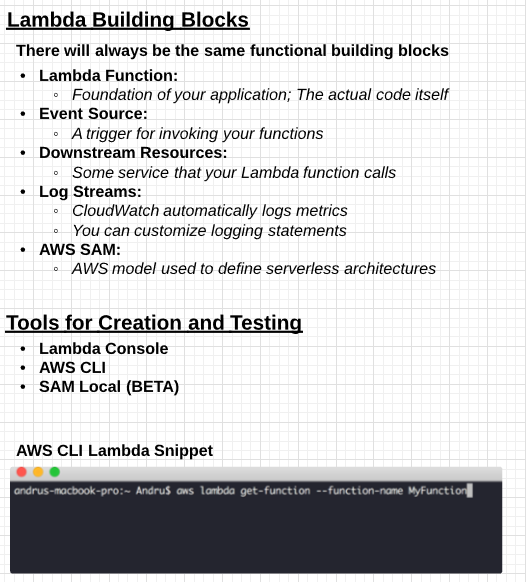 Lambda Building Blocks
There will always be the same functional building blocks
• Lambda Function:
◦ Foundation of your application; The actual code itself
• Event Source:
◦ A trigger for invoking your functions
• Downstream Resources:
◦ Some service that your Lambda function calls
• Log Streams:
◦ CloudWatch automatically logs metrics
◦ You can customize logging statements
• AWS SAM:
◦ AWS model used to define serverless architectures
Tools for Creation and Testing
• Lambda Console
• AWS CLI
• SAM Local (BETA)
AWS CLI Lambda Snippet
andrus-macbook-pro:~ Andru$ aws lambda get-function --function-name MyFunction